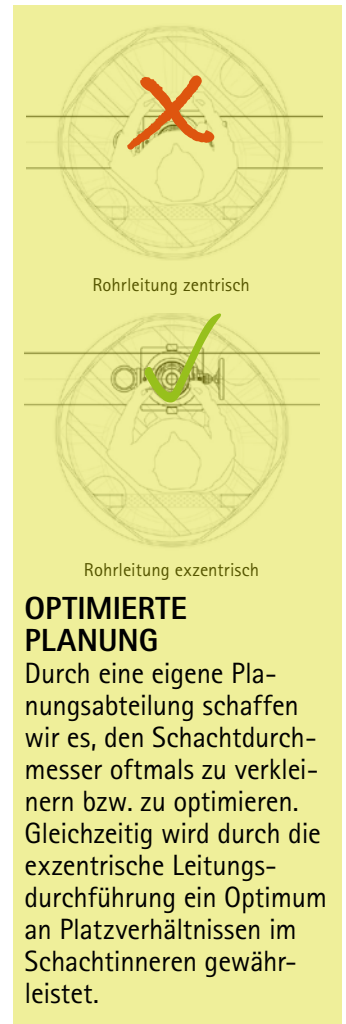 Rohrleitung zentrisch
Rohrleitung exzentrisch
OPTIMIERTE
PLANUNG
Durch eine eigene Pla-
nungsabteilung schaffen
wir es, den Schachtdurch-
messer oftmals zu verklei-
nern bzw. zu optimieren.
Gleichzeitig wird durch die
exzentrische Leitungs-
durchführung ein Optimum
an Platzverhältnissen im
Schachtinneren gewähr-
leistet.